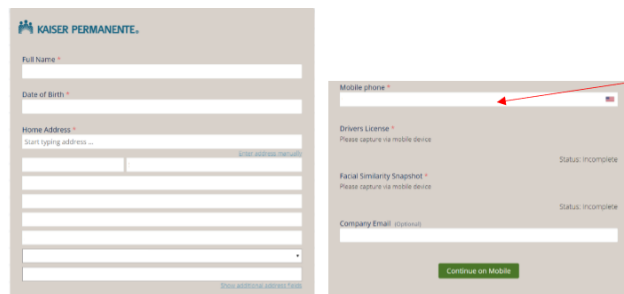 KAISER PERMANENTE®
Full Name *
Date of Birth *
Home Address *
Start typing address ...
Enter address manually
Show additional address fields
Mobile phone *
Drivers License *
Please capture via mobile device
Status: Incomplete
Facial Similarity Snapshot *
Please capture via mobile device
Status: Incomplete
Company Email (Optional)
Continue on Mobile